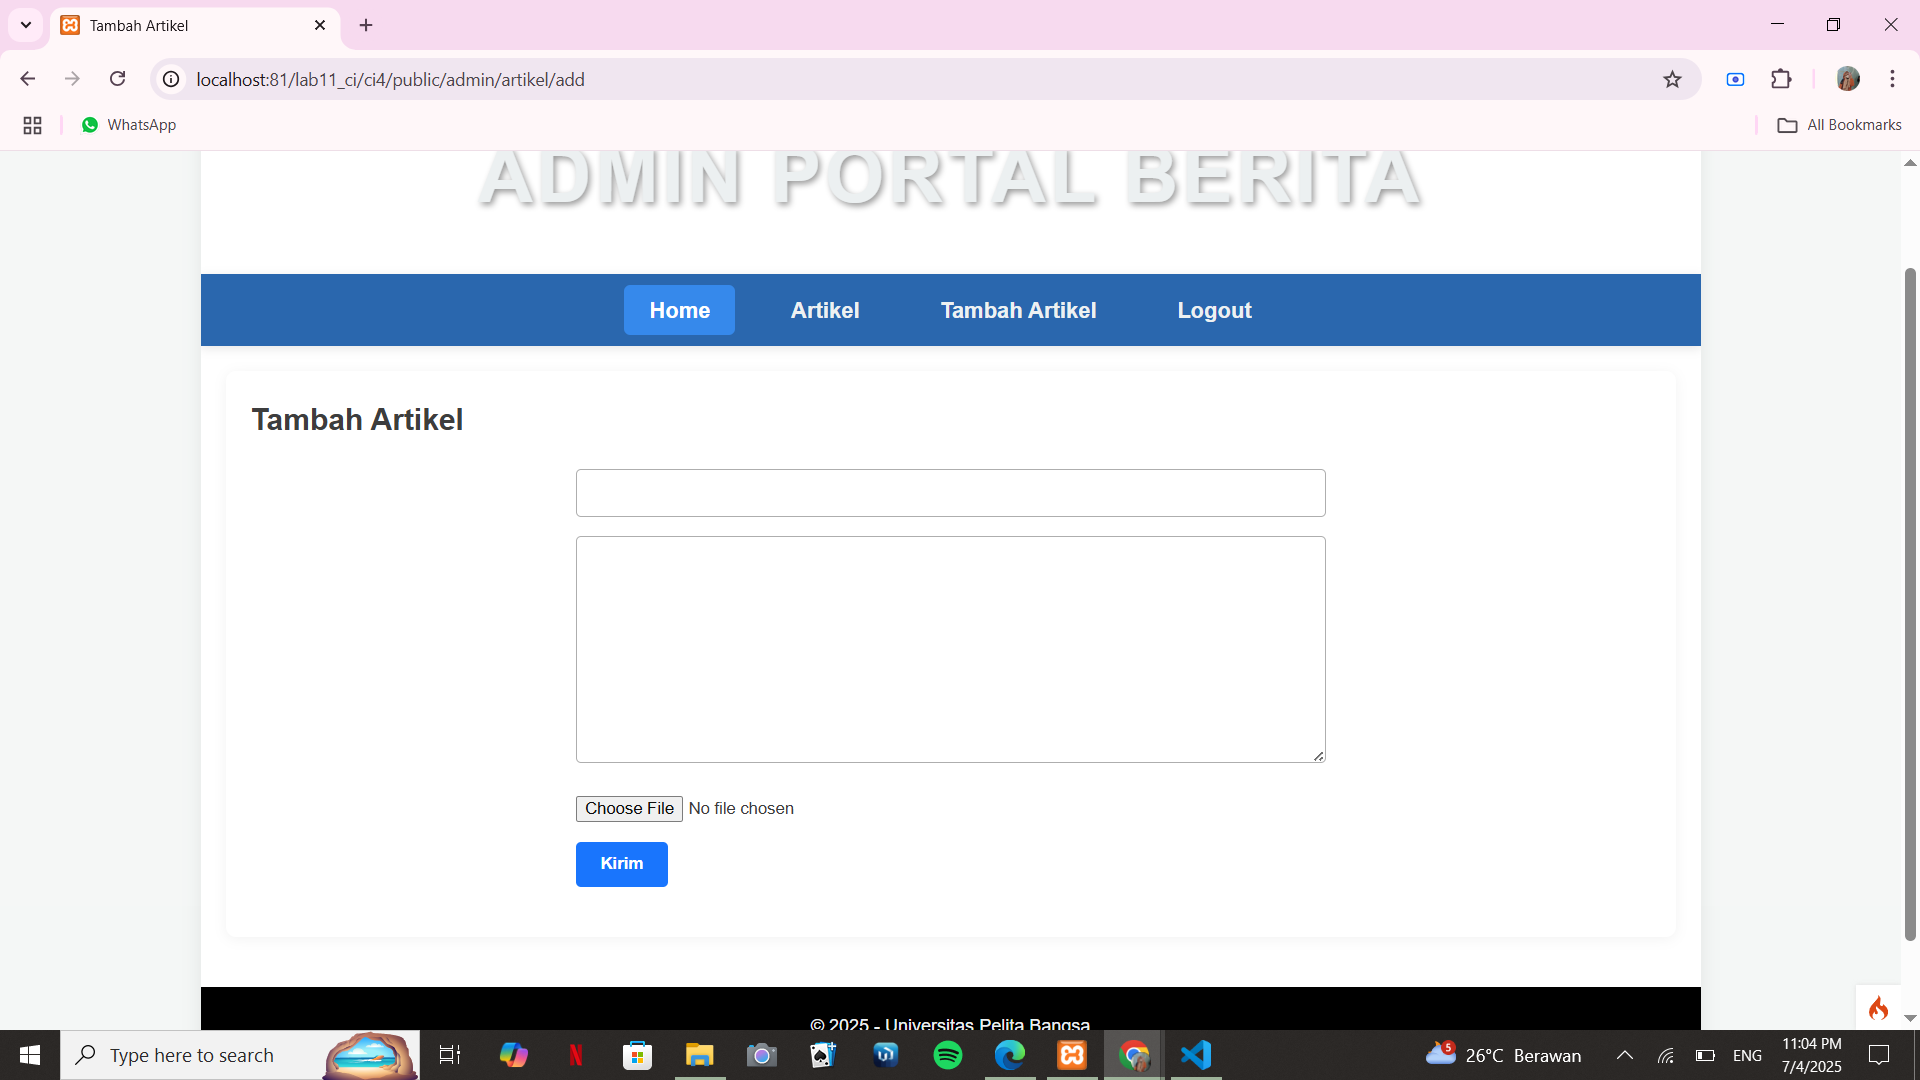 Tambah Artikel
localhost:81/lab11_ci/ci4/public/admin/artikel/add
WhatsApp
All Bookmarks
ADMIN PORTAL BERITA
Home Artikel Tambah Artikel Logout
Tambah Artikel
Choose File No file chosen
Kirim
© 2025 - Universitas Pelita Bangsa
Type here to search
5
26°C Berawan
ENG
11:04 PM
7/4/2025